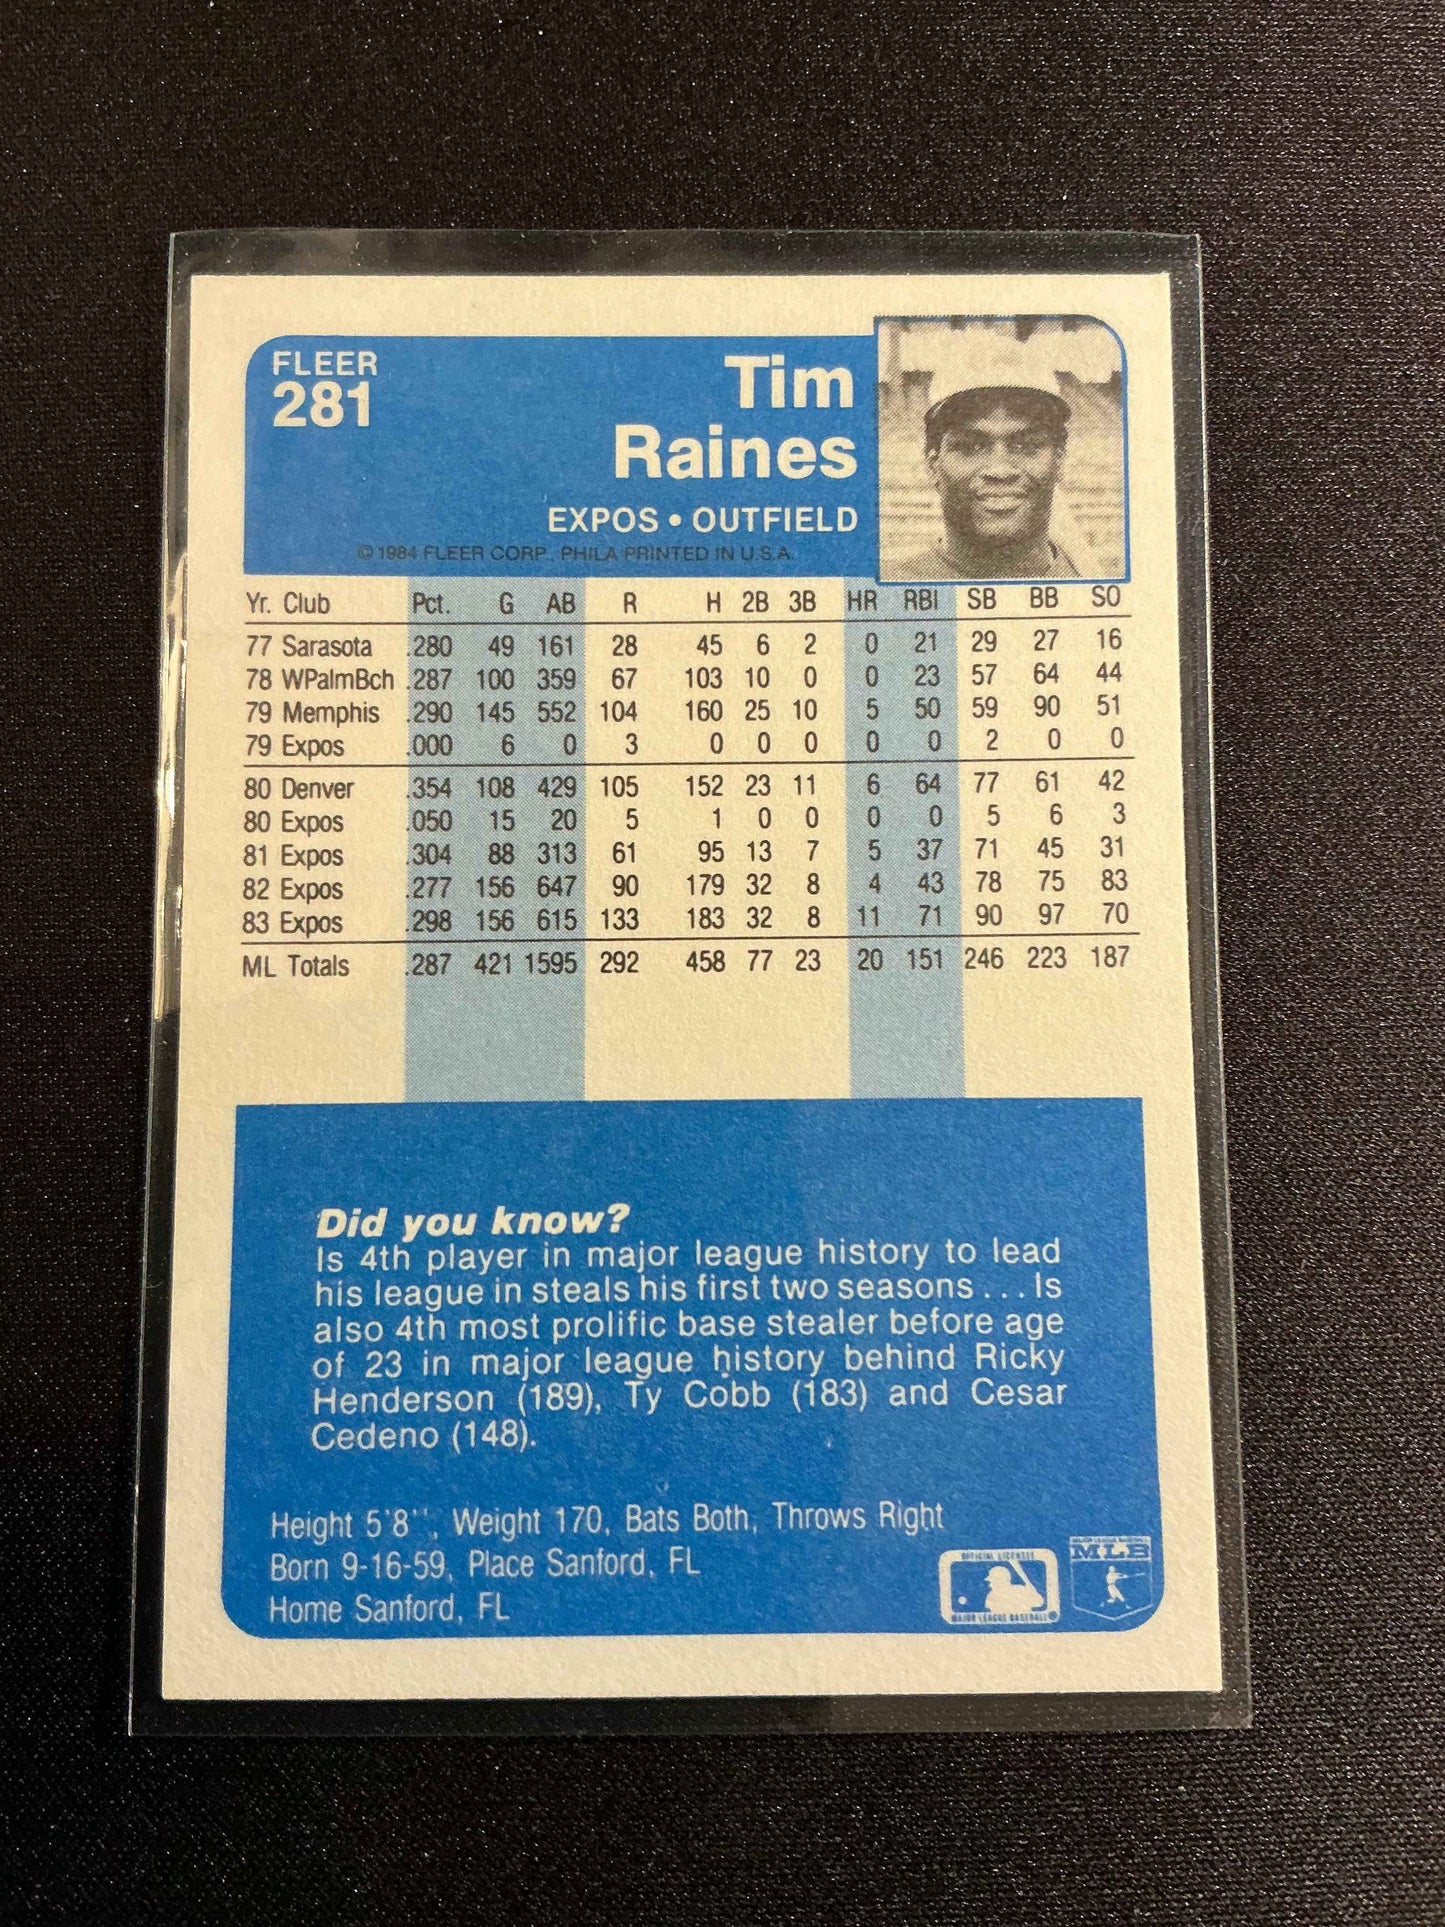 FLEER
281
Tim
Raines
EXPOS • OUTFIELD
© 1984 FLEER CORP., PHILA PRINTED IN U.S.A.
Yr. Club Pct. G AB R H 2B 3B HR RBI SB BB SO
77 Sarasota .280 49 161 28 45 6 2 0 21 29 27 16
78 WPalmBch .287 100 359 67 103 10 0 0 23 57 64 44
79 Memphis .290 145 552 104 160 25 10 5 50 59 90 51
79 Expos .000 6 0 3 0 0 0 0 0 2 0 0
80 Denver .354 108 429 105 152 23 11 6 64 77 61 42
80 Expos .050 15 20 5 1 0 0 0 0 5 6 3
81 Expos .304 88 313 61 95 13 7 5 37 71 45 31
82 Expos .277 156 647 90 179 32 8 4 43 78 75 83
83 Expos .298 156 615 133 183 32 8 11 71 90 97 70
ML Totals .287 421 1595 292 458 77 23 20 151 246 223 187
Did you know?
Is 4th player in major league history to lead
his league in steals his first two seasons . . . Is
also 4th most prolific base stealer before age
of 23 in major league history behind Ricky
Henderson (189), Ty Cobb (183) and Cesar
Cedeno (148).
Height 5'8'', Weight 170, Bats Both, Throws Right
Born 9-16-59, Place Sanford, FL
Home Sanford, FL
OFFICIAL LICENSEE
MAJOR LEAGUE BASEBALL
MLB